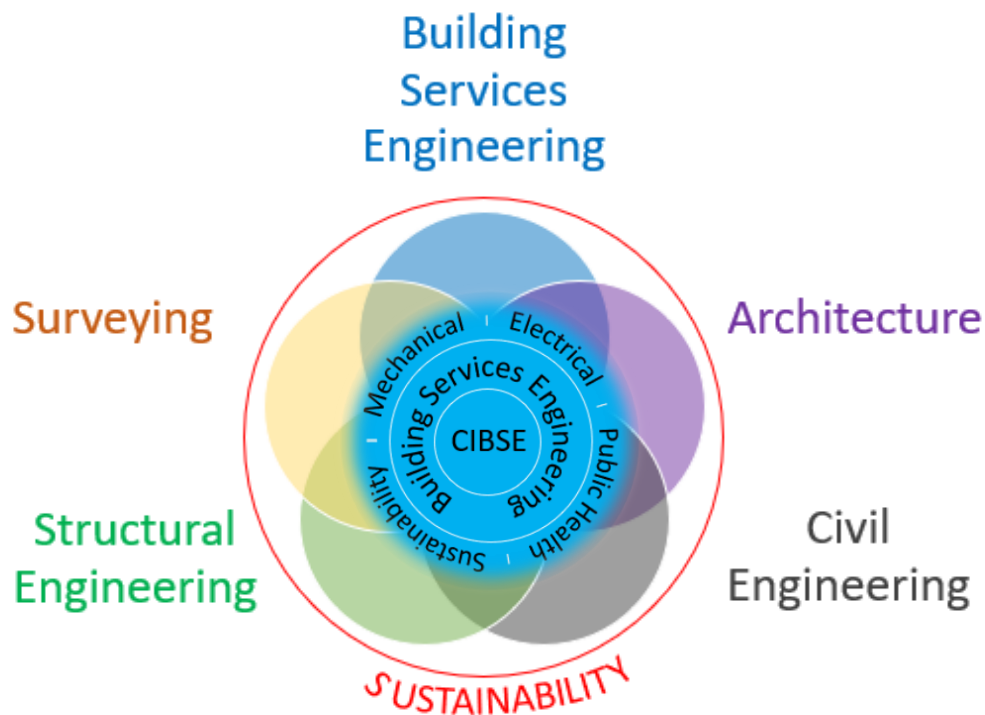 Building
Services
Engineering
Surveying
Architecture
Mechanical
Electrical
Building Services Engineering
CIBSE
Sustainability
Public Health
Structural
Engineering
Civil
Engineering
SUSTAINABILITY